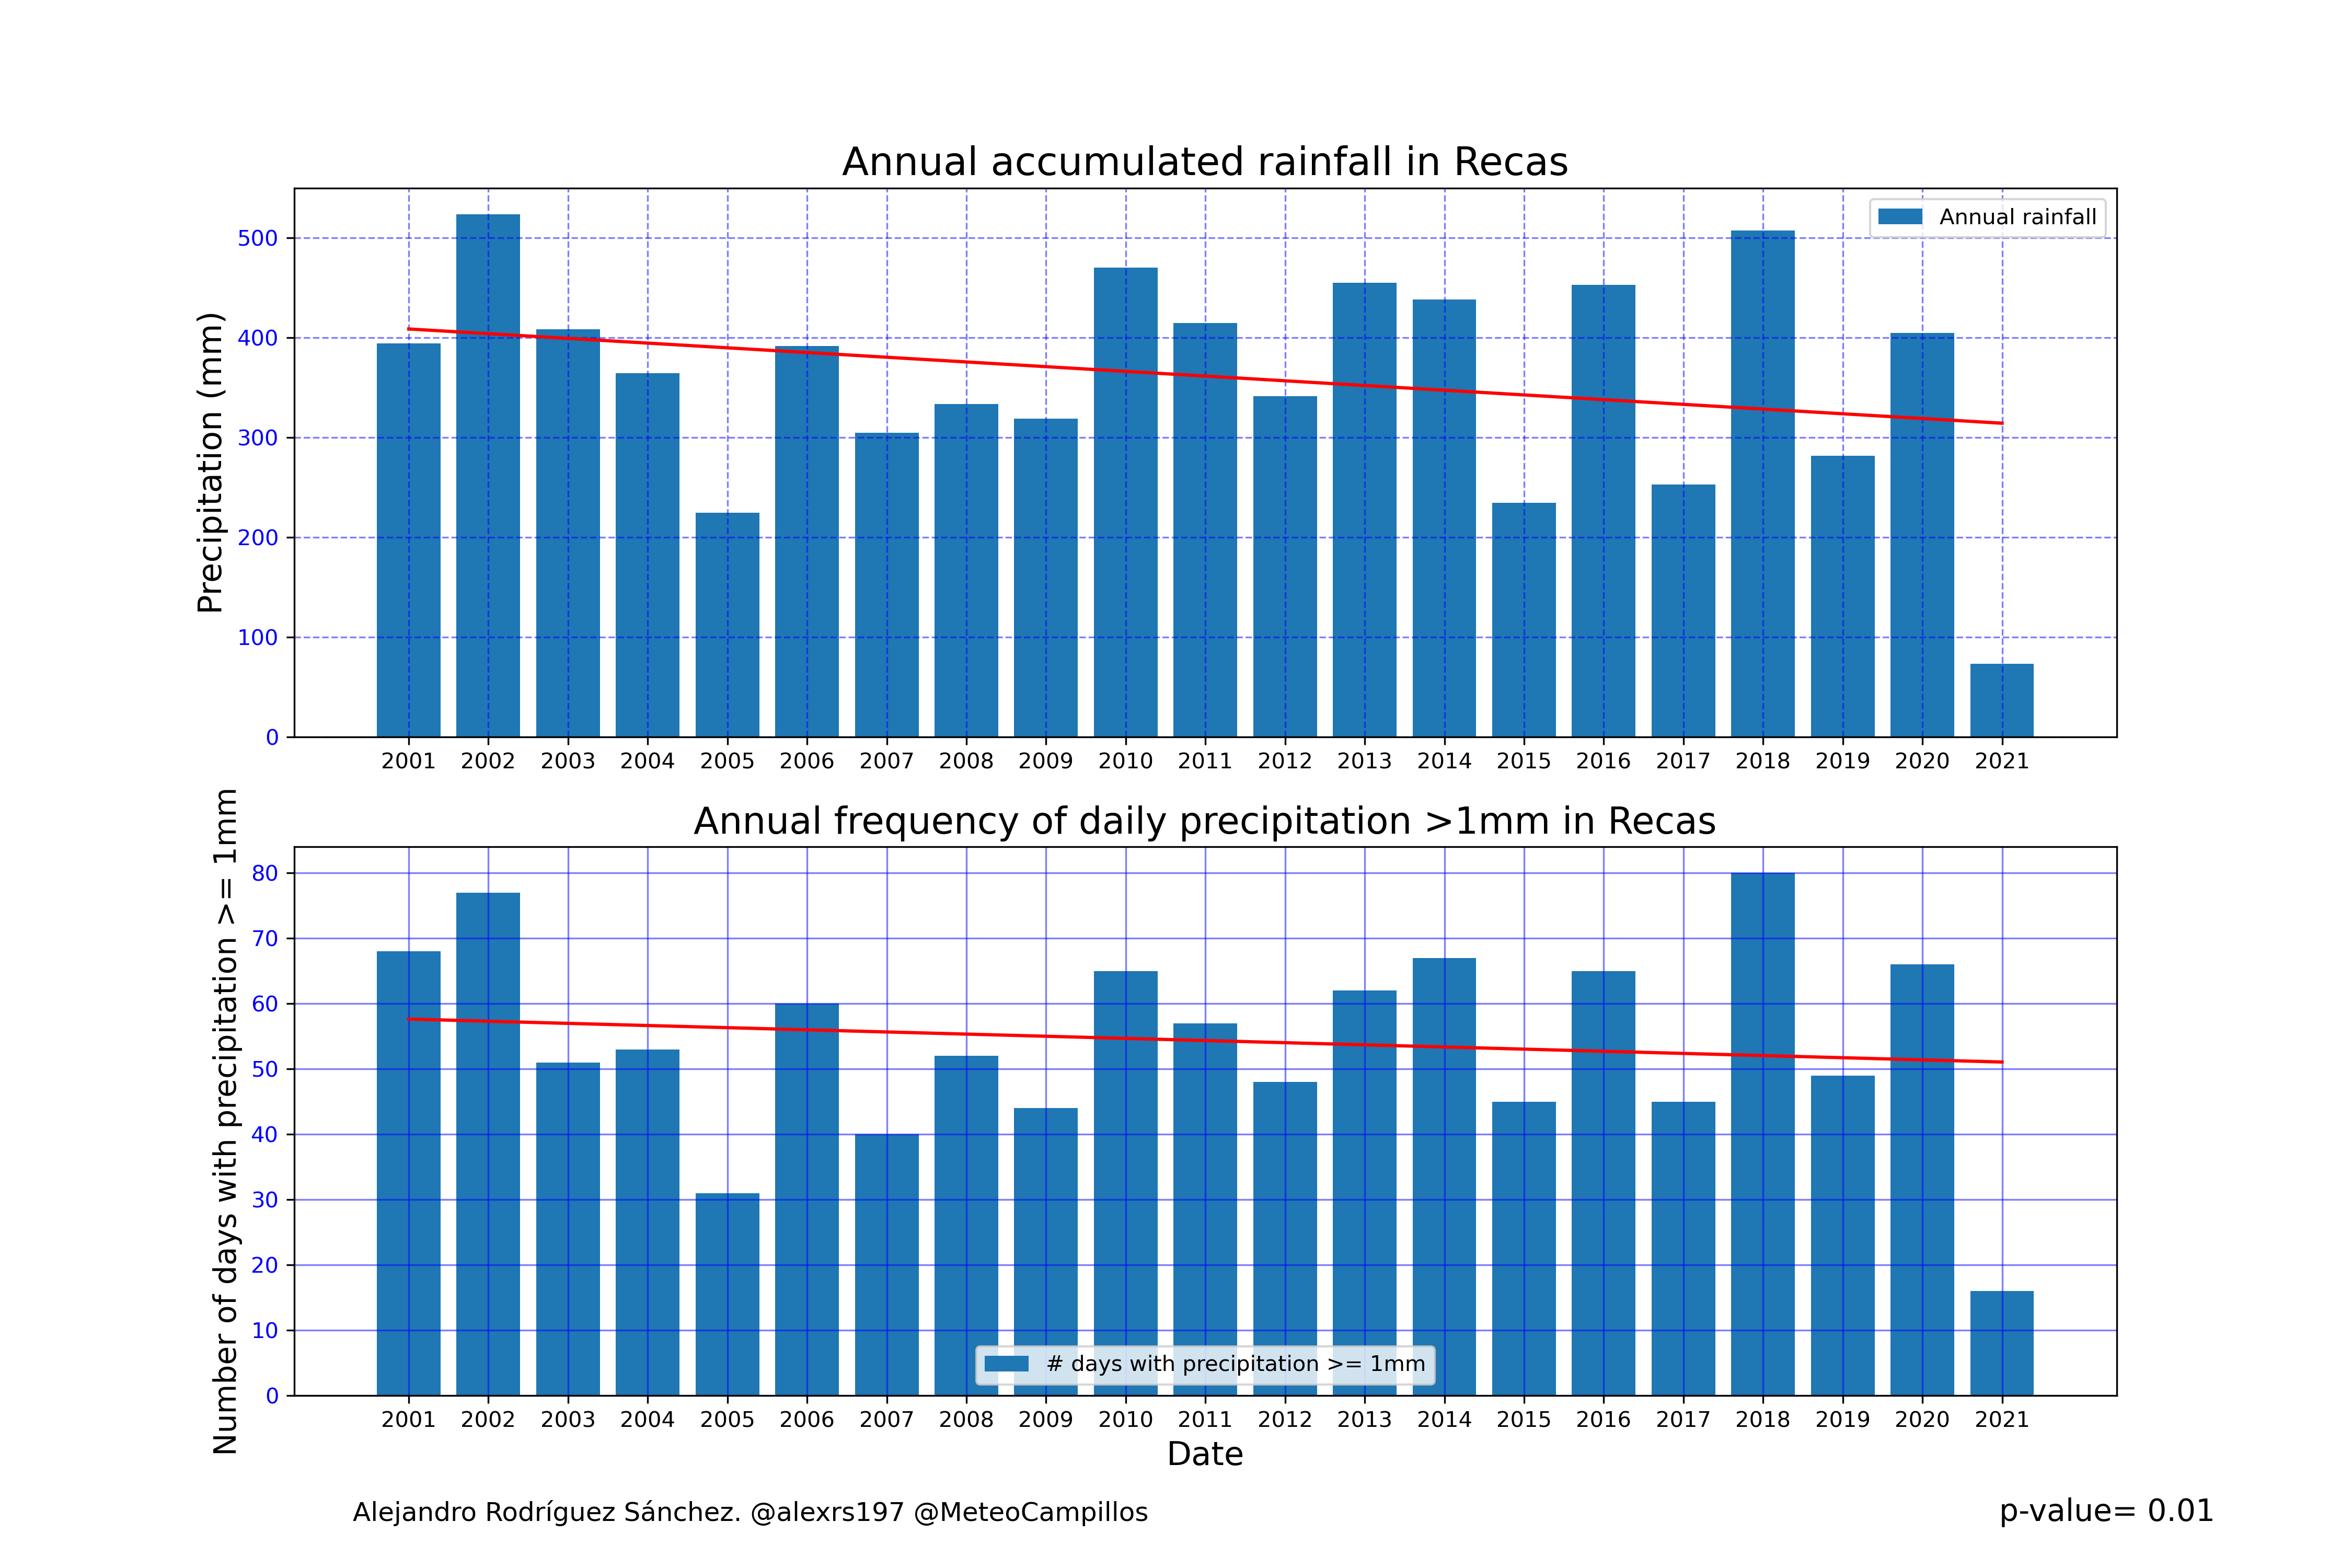 Annual accumulated rainfall in Recas
Annual rainfall
Precipitation (mm)
500
400
300
200
100
0
2001 2002 2003 2004 2005 2006 2007 2008 2009 2010 2011 2012 2013 2014 2015 2016 2017 2018 2019 2020 2021
Annual frequency of daily precipitation >1mm in Recas
Number of days with precipitation >= 1mm
80
70
60
50
40
30
20
10
0
# days with precipitation >= 1mm
2001 2002 2003 2004 2005 2006 2007 2008 2009 2010 2011 2012 2013 2014 2015 2016 2017 2018 2019 2020 2021
Date
Alejandro Rodríguez Sánchez. @alexrs197 @MeteoCampillos
p-value= 0.01